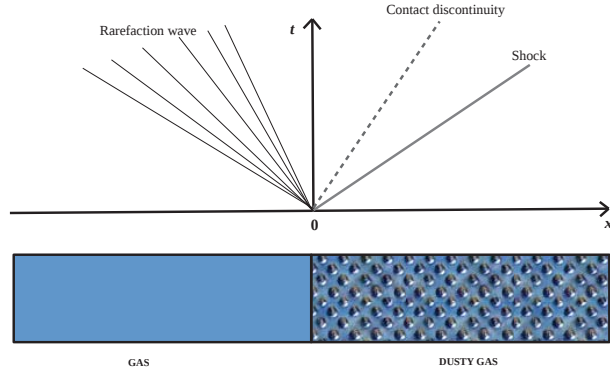 Contact discontinuity
Rarefaction wave
t
Shock
0
x
GAS
DUSTY GAS